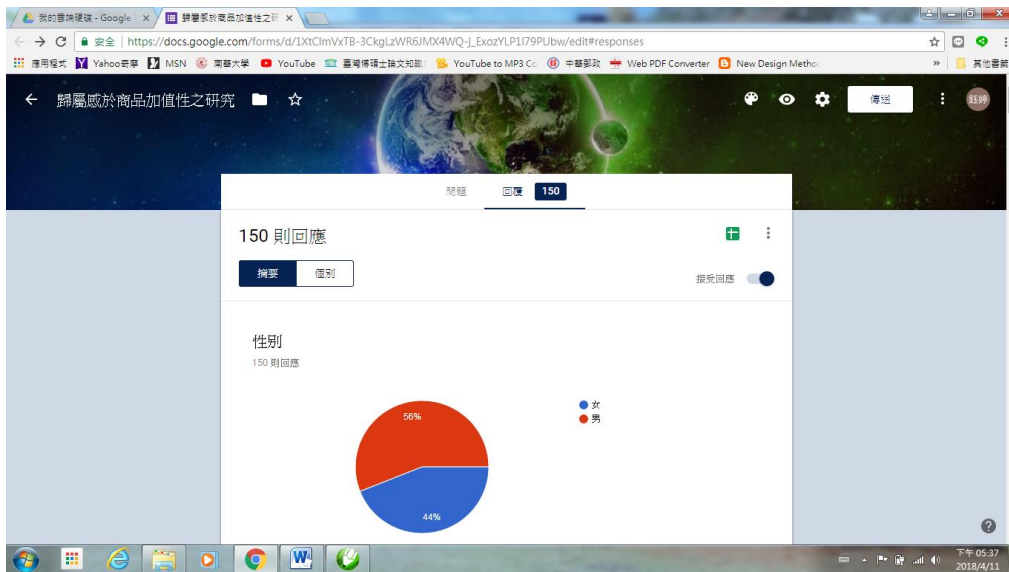 我的雲端硬碟 - Google
歸屬感於商品加值性之研
安全 | https://docs.google.com/forms/d/1XtClmVxTB-3CkgLzWR6JMX4WQ-j_ExozYLP1I79PUbw/edit#responses
應用程式 Yahoo奇摩 MSN 南華大學 YouTube 臺灣博碩士論文知識 YouTube to MP3 Co 中華郵政 Web PDF Converter New Design Metho » 其他書籤
歸屬感於商品加值性之研究
傳送
鈺婷
問題 回覆 150
150 則回應
摘要 個別
接受回應
性別
150 則回應
女
男
56%
44%
下午 05:37
2018/4/11